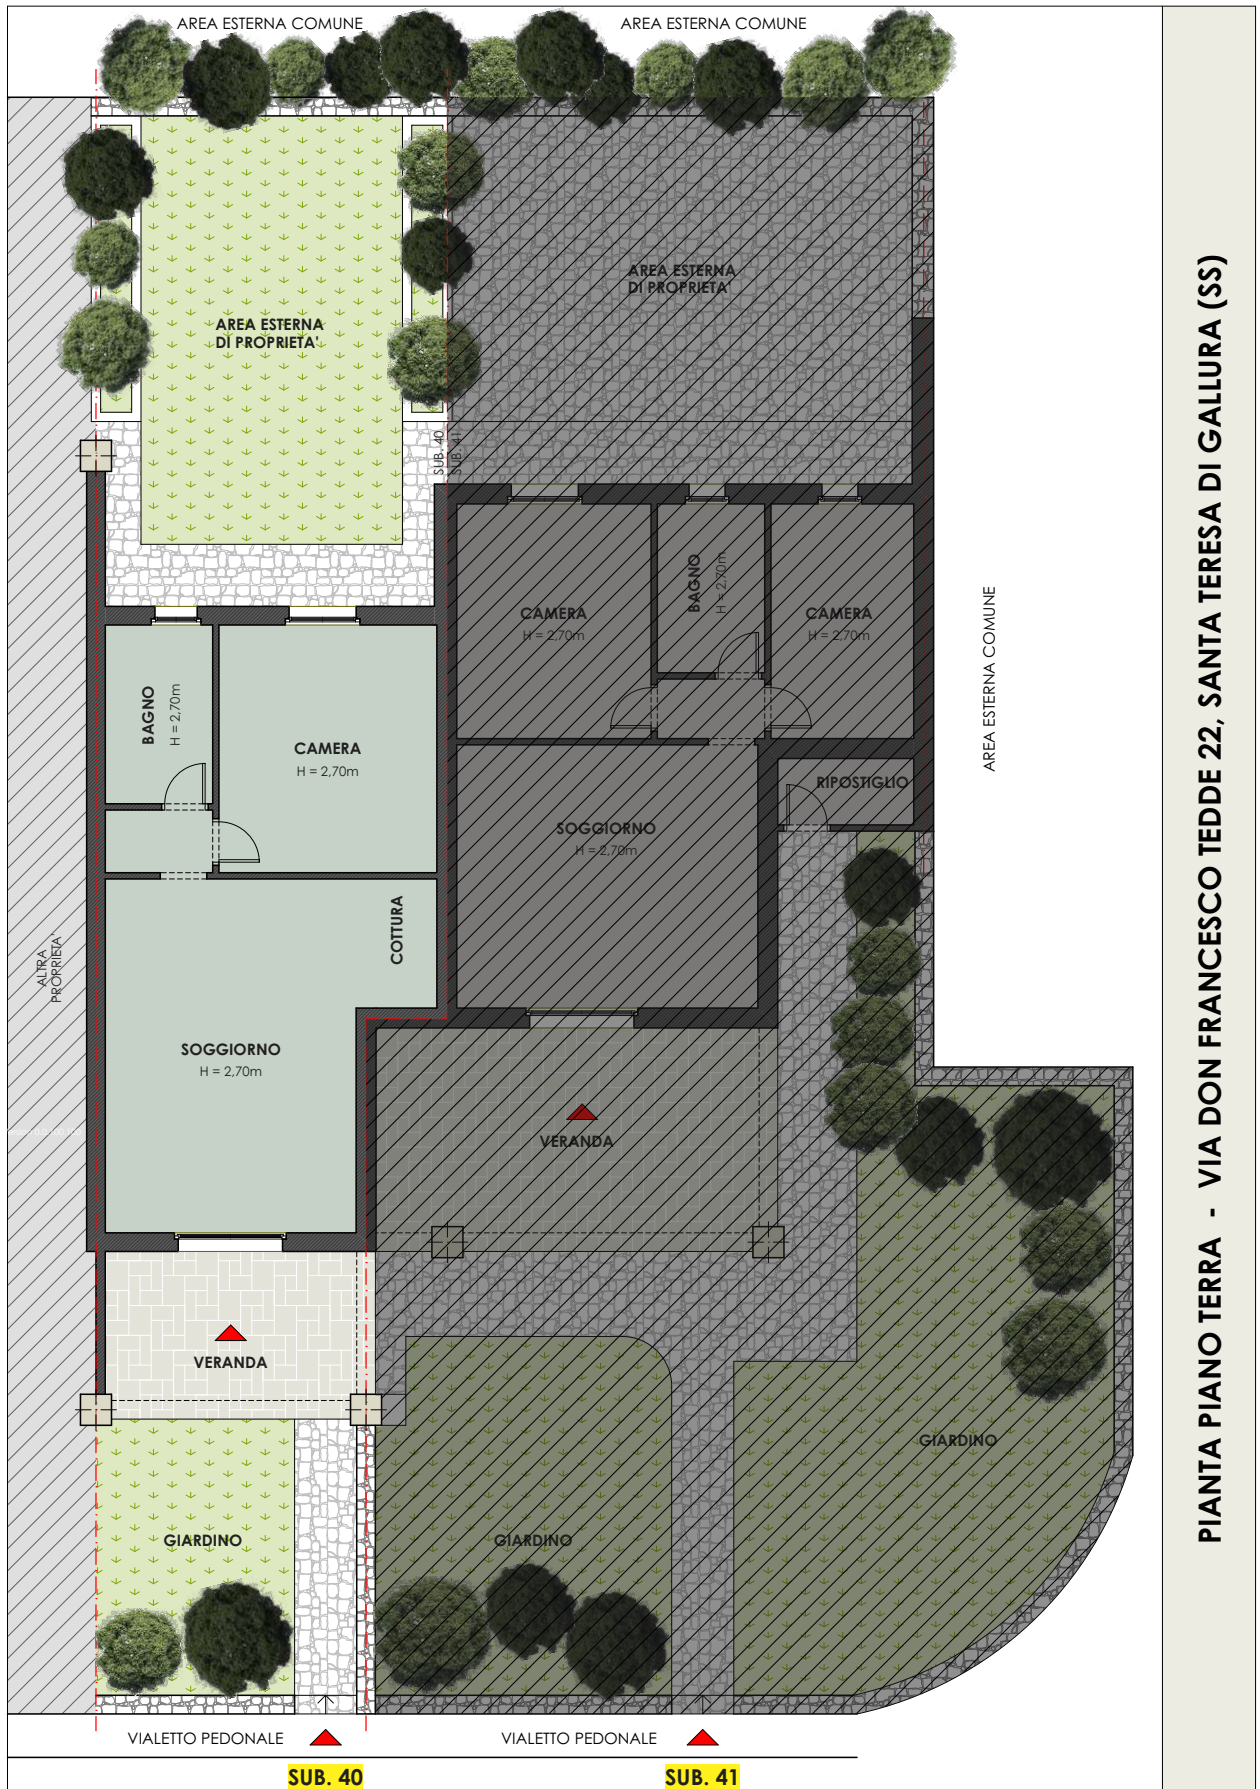 AREA ESTERNA COMUNE
AREA ESTERNA COMUNE
AREA ESTERNA
DI PROPRIETA'
AREA ESTERNA
DI PROPRIETA'
SUB. 40
SUB. 41
CAMERA
H = 2,70m
BAGNO
H = 2,70m
CAMERA
H = 2,70m
AREA ESTERNA COMUNE
BAGNO
H = 2,70m
CAMERA
H = 2,70m
RIPOSTIGLIO
SOGGIORNO
H = 2,70m
COTTURA
ALTRA
PROPRIETA'
SOGGIORNO
H = 2,70m
VERANDA
VERANDA
GIARDINO
GIARDINO
GIARDINO
VIALETTO PEDONALE
VIALETTO PEDONALE
SUB. 40
SUB. 41
PIANTA PIANO TERRA - VIA DON FRANCESCO TEDDE 22, SANTA TERESA DI GALLURA (SS)